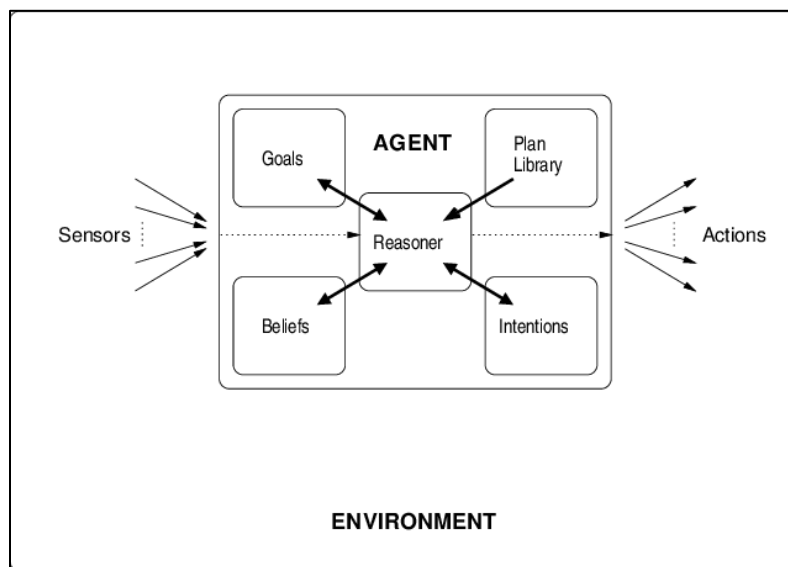 AGENT
Goals
Plan
Library
Sensors
Reasoner
Actions
Beliefs
Intentions
ENVIRONMENT